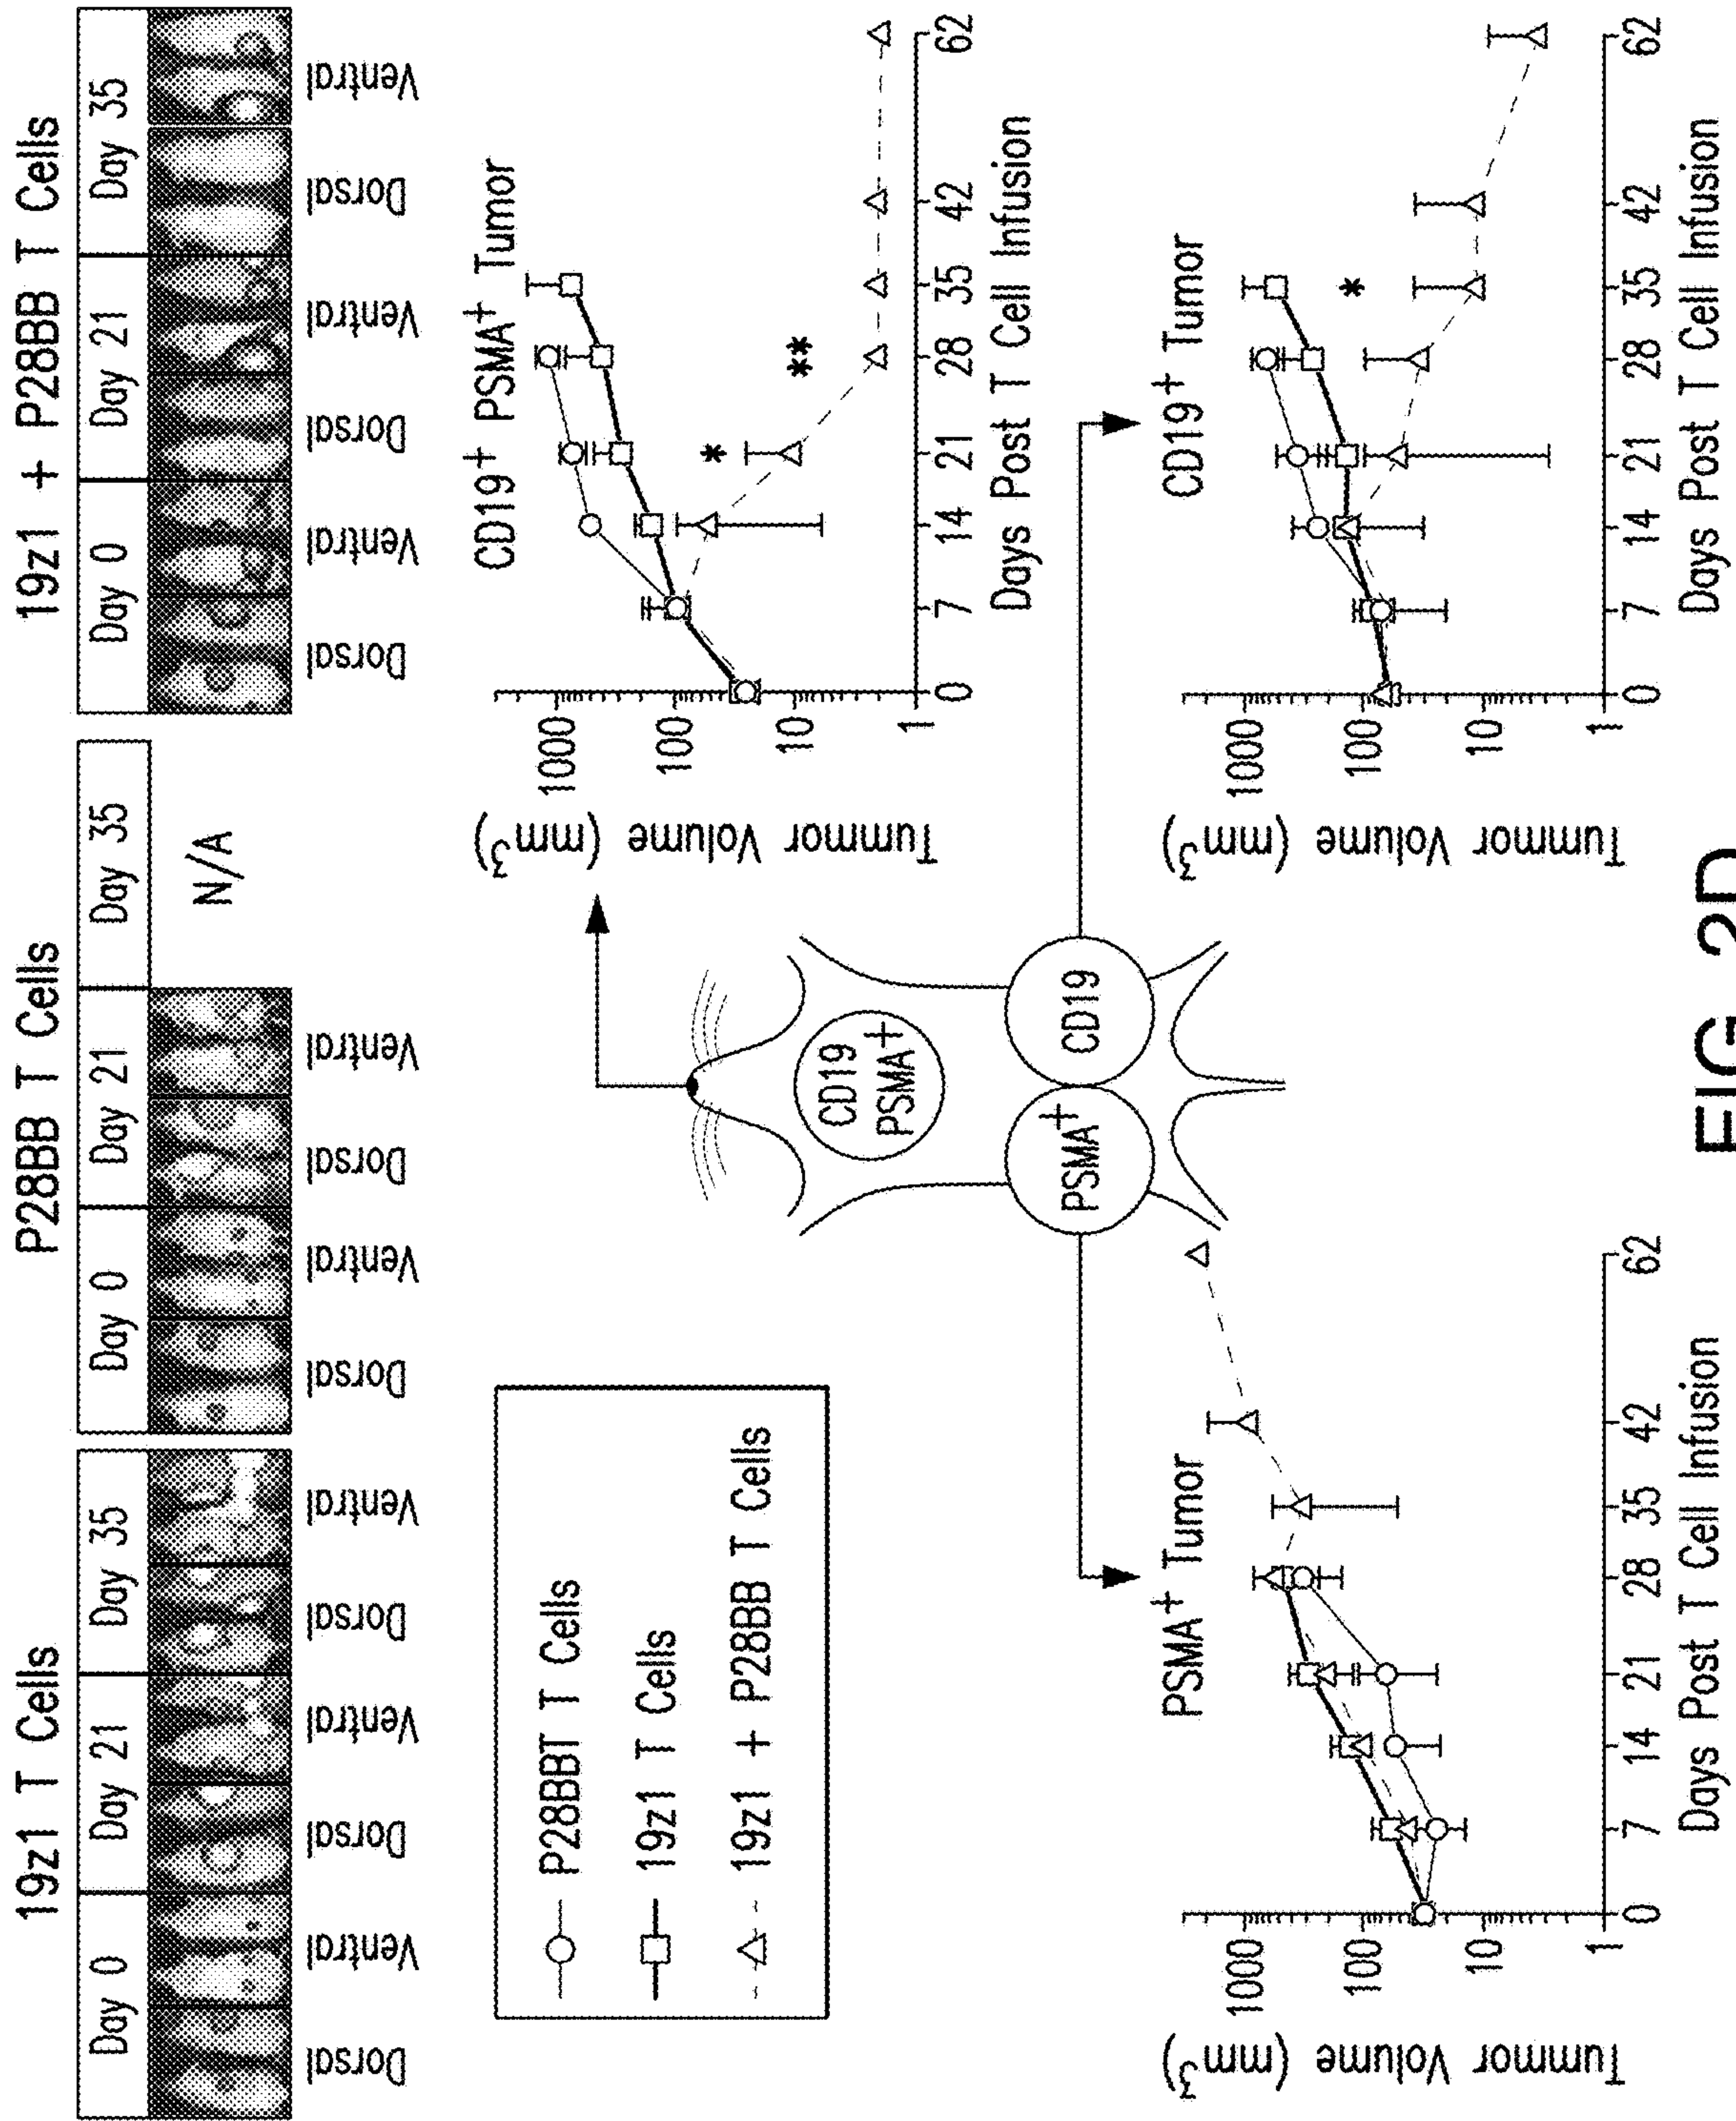 19z1 T Cells
Day 0
Day 21
Day 35
Dorsal
Ventral
Dorsal
Ventral
Dorsal
Ventral
P28BB T Cells
Day 0
Day 21
Day 35
N/A
Dorsal
Ventral
Dorsal
Ventral
19z1 + P28BB T Cells
Day 0
Day 21
Day 35
Dorsal
Ventral
Dorsal
Ventral
Dorsal
Ventral
P28BBT T Cells
19z1 T Cells
19z1 + P28BB T Cells
CD19
PSMA+
PSMA+
CD19
CD19+ PSMA+ Tumor
Tummor Volume (mm3)
1000
100
10
1
*
**
0 7 14 21 28 35 42 62
Days Post T Cell Infusion
PSMA+ Tumor
Tummor Volume (mm3)
1000
100
10
1
0 7 14 21 28 35 42 62
Days Post T Cell Infusion
CD19+ Tumor
Tummor Volume (mm3)
1000
100
10
1
*
0 7 14 21 28 35 42 62
Days Post T Cell Infusion